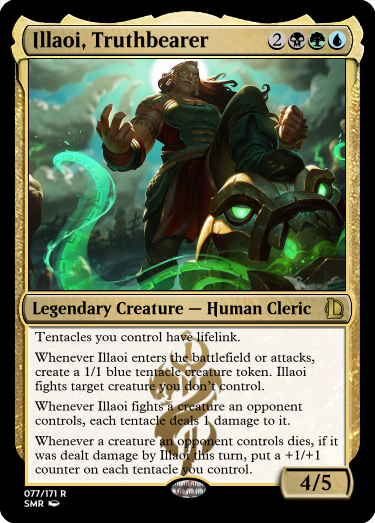 Illaoi, Truthbearer 2
Legendary Creature — Human Cleric
Tentacles you control have lifelink.
Whenever Illaoi enters the battlefield or attacks,
create a 1/1 blue tentacle creature token. Illaoi
fights target creature you don't control.
Whenever Illaoi fights a creature an opponent
controls, each tentacle deals 1 damage to it.
Whenever a creature an opponent controls dies, if it
was dealt damage by Illaoi this turn, put a +1/+1
counter on each tentacle you control.
4/5
077/171 R
SMR